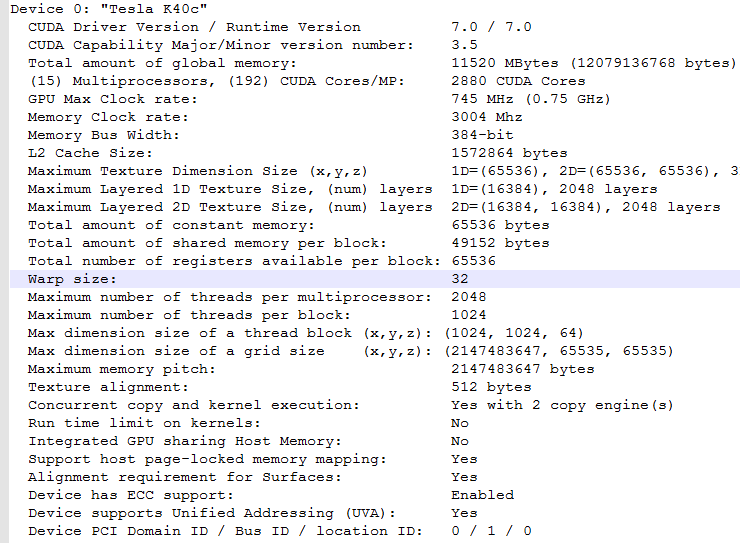 Device 0: "Tesla K40c"
CUDA Driver Version / Runtime Version 7.0 / 7.0
CUDA Capability Major/Minor version number: 3.5
Total amount of global memory: 11520 MBytes (12079136768 bytes)
(15) Multiprocessors, (192) CUDA Cores/MP: 2880 CUDA Cores
GPU Max Clock rate: 745 MHz (0.75 GHz)
Memory Clock rate: 3004 Mhz
Memory Bus Width: 384-bit
L2 Cache Size: 1572864 bytes
Maximum Texture Dimension Size (x,y,z) 1D=(65536), 2D=(65536, 65536), 3
Maximum Layered 1D Texture Size, (num) layers 1D=(16384), 2048 layers
Maximum Layered 2D Texture Size, (num) layers 2D=(16384, 16384), 2048 layers
Total amount of constant memory: 65536 bytes
Total amount of shared memory per block: 49152 bytes
Total number of registers available per block: 65536
Warp size: 32
Maximum number of threads per multiprocessor: 2048
Maximum number of threads per block: 1024
Max dimension size of a thread block (x,y,z): (1024, 1024, 64)
Max dimension size of a grid size (x,y,z): (2147483647, 65535, 65535)
Maximum memory pitch: 2147483647 bytes
Texture alignment: 512 bytes
Concurrent copy and kernel execution: Yes with 2 copy engine(s)
Run time limit on kernels: No
Integrated GPU sharing Host Memory: No
Support host page-locked memory mapping: Yes
Alignment requirement for Surfaces: Yes
Device has ECC support: Enabled
Device supports Unified Addressing (UVA): Yes
Device PCI Domain ID / Bus ID / location ID: 0 / 1 / 0